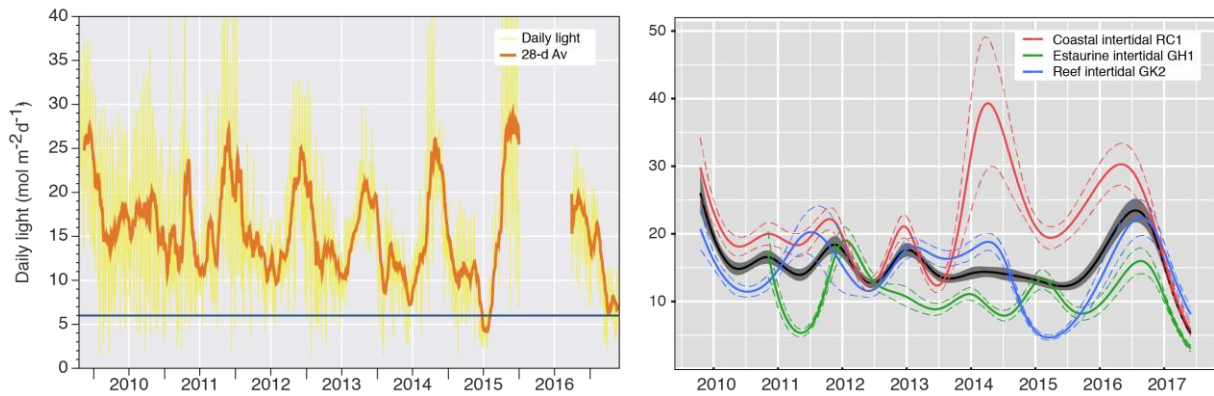 40
35
30
25
20
15
10
5
0
Daily light (mol m-2d-1)
Daily light
28-d Av
2010 2011 2012 2013 2014 2015 2016
50
40
30
20
10
Coastal intertidal RC1
Estaurine intertidal GH1
Reef intertidal GK2
2010 2011 2012 2013 2014 2015 2016 2017